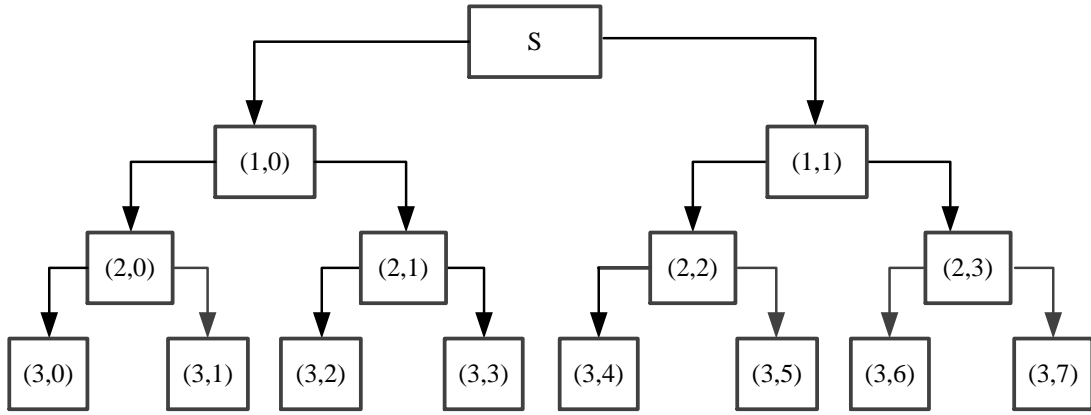 S
(1,0) (1,1)
(2,0) (2,1) (2,2) (2,3)
(3,0) (3,1) (3,2) (3,3) (3,4) (3,5) (3,6) (3,7)